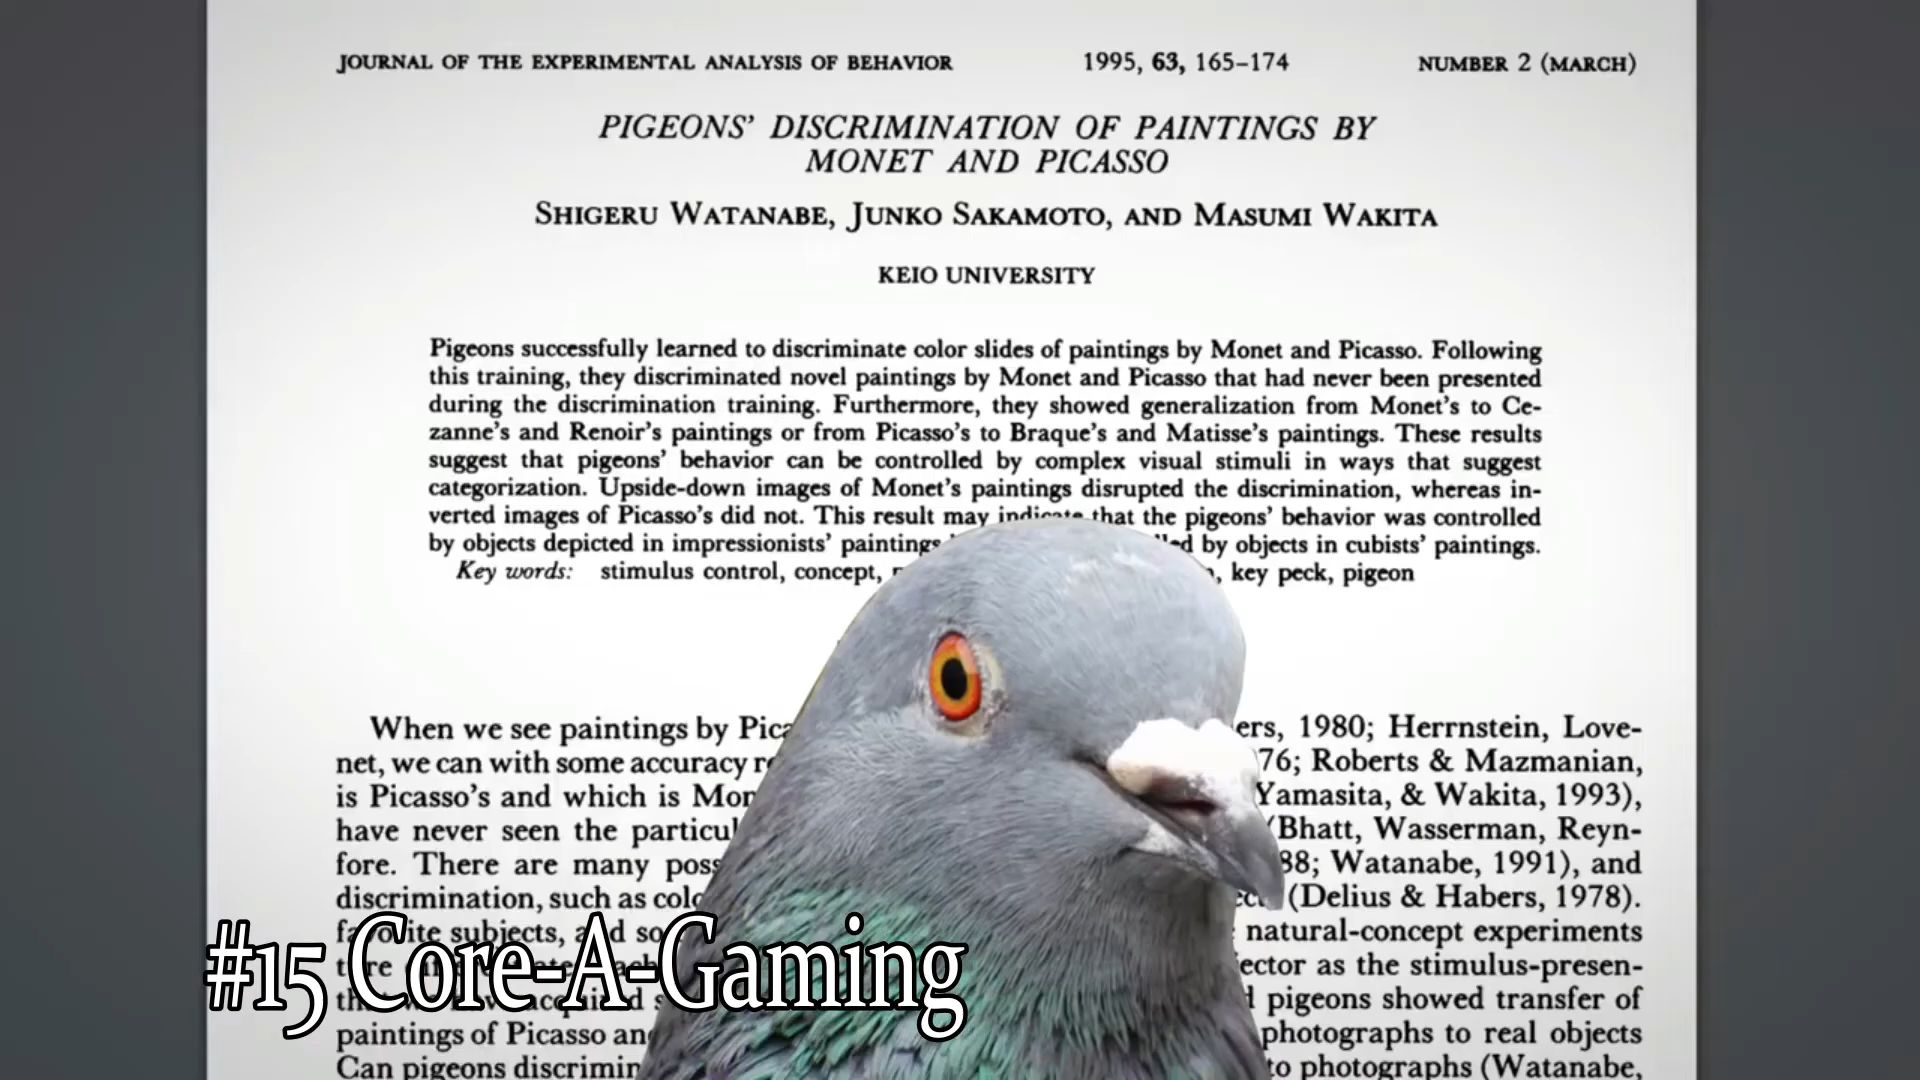 JOURNAL OF THE EXPERIMENTAL ANALYSIS OF BEHAVIOR 1995, 63, 165–174 NUMBER 2 (MARCH)
PIGEONS' DISCRIMINATION OF PAINTINGS BY
MONET AND PICASSO
SHIGERU WATANABE, JUNKO SAKAMOTO, AND MASUMI WAKITA
KEIO UNIVERSITY
Pigeons successfully learned to discriminate color slides of paintings by Monet and Picasso. Following
this training, they discriminated novel paintings by Monet and Picasso that had never been presented
during the discrimination training. Furthermore, they showed generalization from Monet's to Ce-
zanne's and Renoir's paintings or from Picasso's to Braque's and Matisse's paintings. These results
suggest that pigeons' behavior can be controlled by complex visual stimuli in ways that suggest
categorization. Upside-down images of Monet's paintings disrupted the discrimination, whereas in-
verted images of Picasso's did not. This result may indicate that the pigeons' behavior was controlled
by objects depicted in impressionists' paintings by objects in cubists' paintings.
Key words: stimulus control, concept, key peck, pigeon
When we see paintings by
net, we can with some accuracy
is Picasso's and which is
have never seen the
fore. There are many
discrimination, such as
favorite subjects, and
#15 Core-A-Gaming
paintings of Picasso
Can pigeons
1980; Herrnstein, Love-
Roberts & Mazmanian,
Yamasita, & Wakita, 1993),
(Bhatt, Wasserman, Reyn-
Watanabe, 1991), and
(Delius & Habers, 1978).
natural-concept experiments
as the stimulus-presen-
pigeons showed transfer of
photographs to real objects
to photographs (Watanabe,